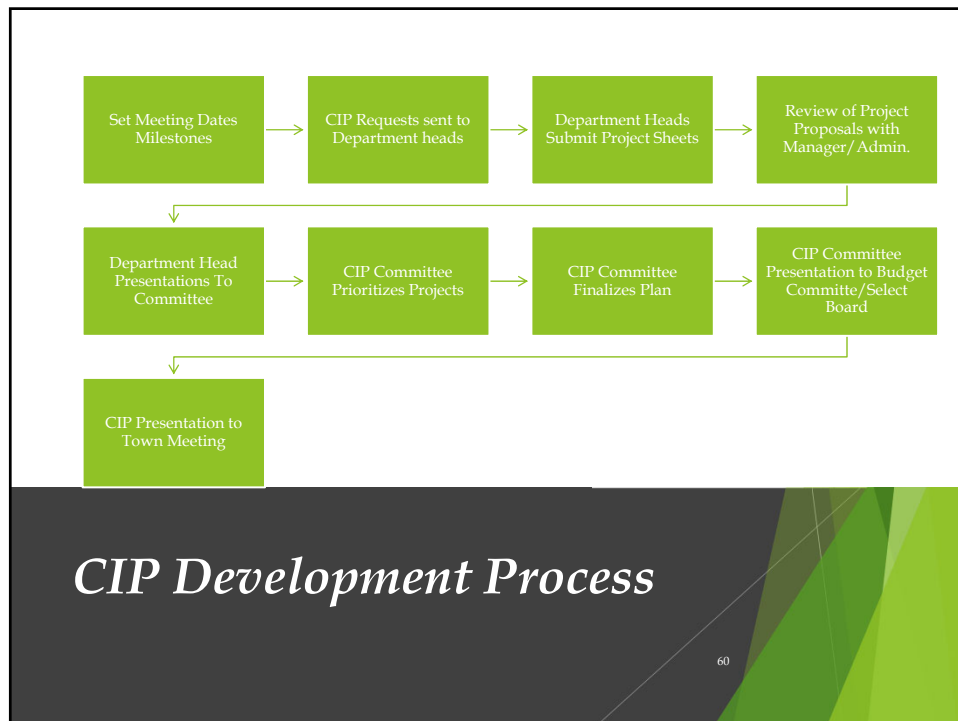 Set Meeting Dates
Milestones
CIP Requests sent to
Department heads
Department Heads
Submit Project Sheets
Review of Project
Proposals with
Manager/Admin.
Department Head
Presentations To
Committee
CIP Committee
Prioritizes Projects
CIP Committee
Finalizes Plan
CIP Committee
Presentation to Budget
Committe/Select
Board
CIP Presentation to
Town Meeting
CIP Development Process
60